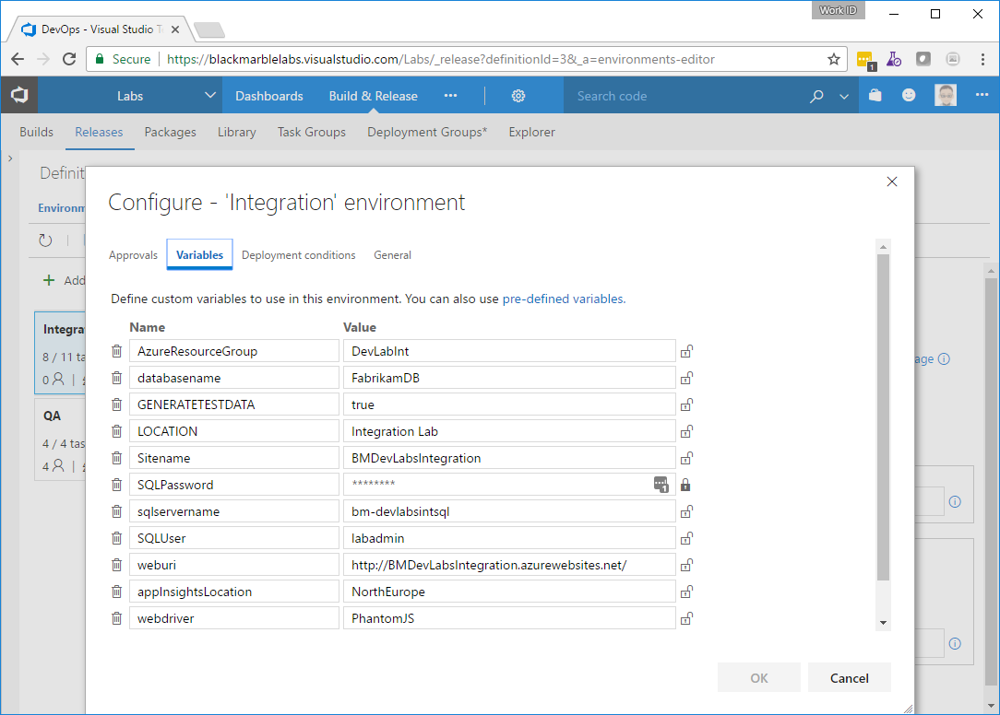 Work ID
DevOps - Visual Studio T
Secure https://blackmarblelabs.visualstudio.com/Labs/_release?definitionId=3&_a=environments-editor
1
Labs Dashboards Build & Release ··· Search code ···
Builds Releases Packages Library Task Groups Deployment Groups* Explorer
Definit
Configure - 'Integration' environment
Environm
Approvals Variables Deployment conditions General
+ Add
Define custom variables to use in this environment. You can also use pre-defined variables.
Name Value
Integra
AzureResourceGroup DevLabInt
8 / 11 ta
age
databasename FabrikamDB
0
GENERATETESTDATA true
QA
LOCATION Integration Lab
4 / 4 tas
Sitename BMDevLabsIntegration
4
SQLPassword ******** 1
sqlservername bm-devlabsintsql
SQLUser labadmin
weburi http://BMDevLabsIntegration.azurewebsites.net/
appInsightsLocation NorthEurope
webdriver PhantomJS
OK Cancel